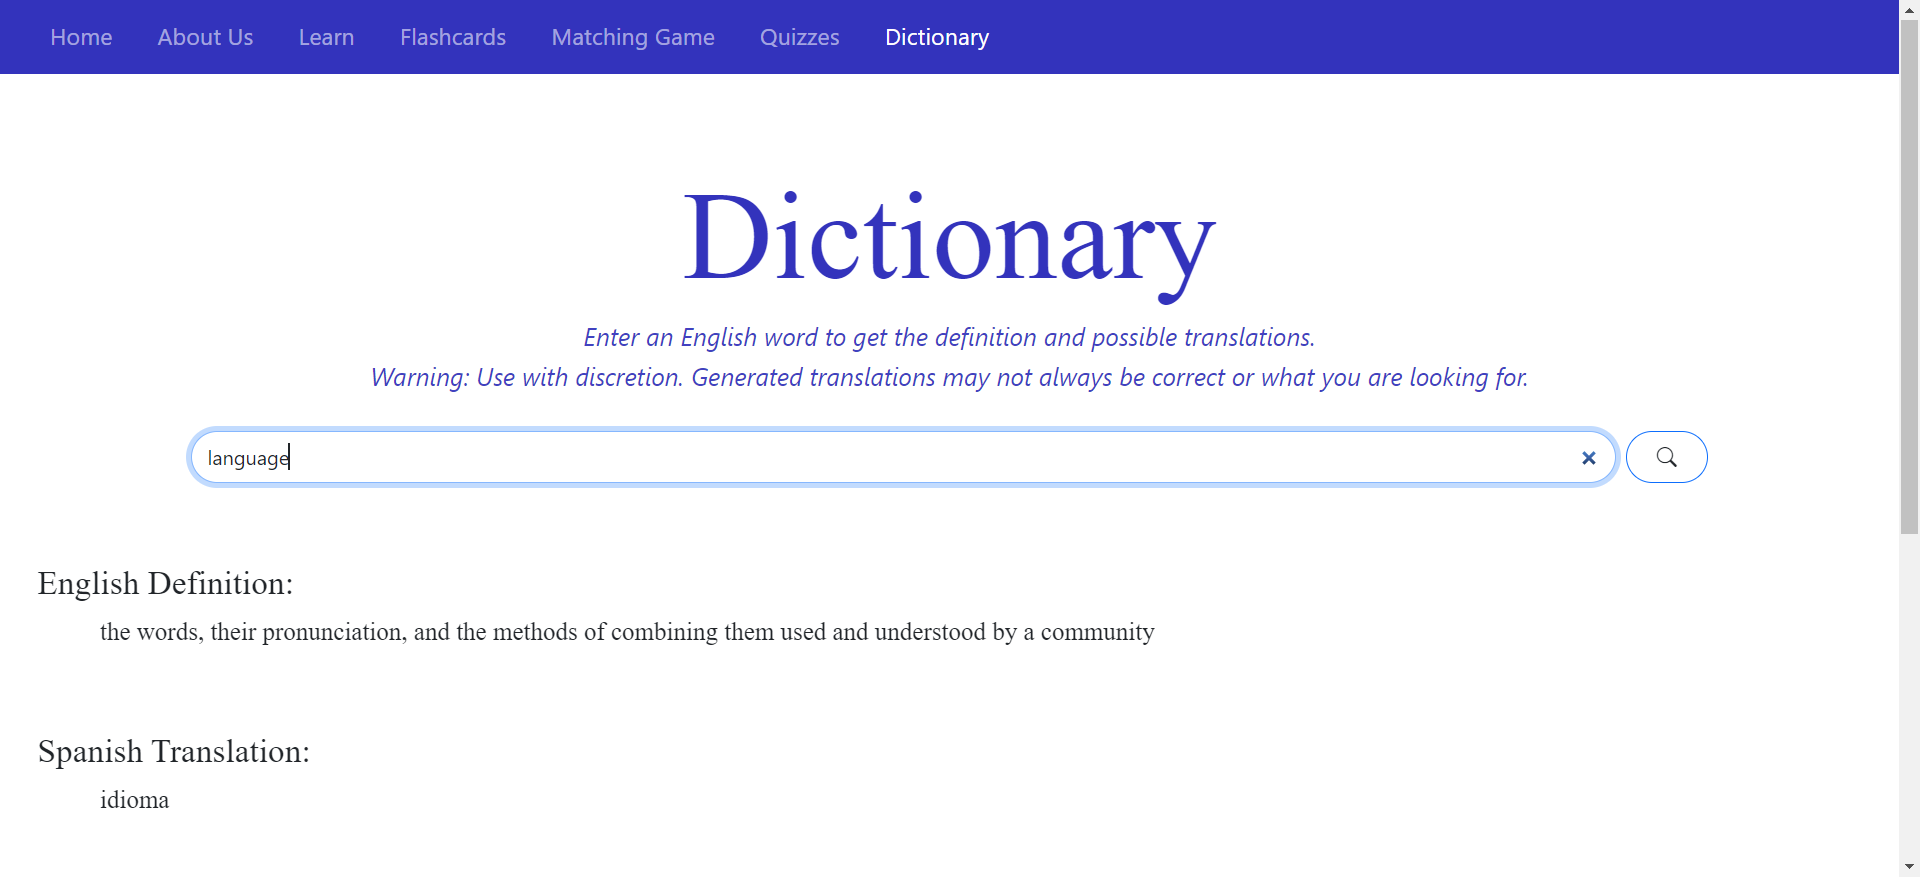 Home About Us Learn Flashcards Matching Game Quizzes Dictionary
Dictionary
Enter an English word to get the definition and possible translations.
Warning: Use with discretion. Generated translations may not always be correct or what you are looking for.
language
English Definition:
the words, their pronunciation, and the methods of combining them used and understood by a community
Spanish Translation:
idioma